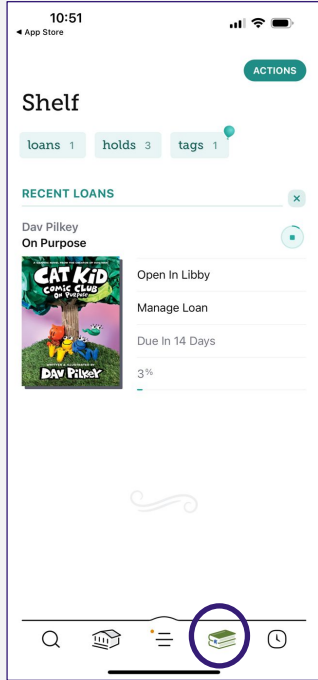 10:51
App Store
ACTIONS
Shelf
loans 1 holds 3 tags 1
RECENT LOANS
Dav Pilkey
On Purpose
CAT KID
COMIC CLUB
ON PURPOSE
DAV PILKEY
Open In Libby
Manage Loan
Due In 14 Days
3%